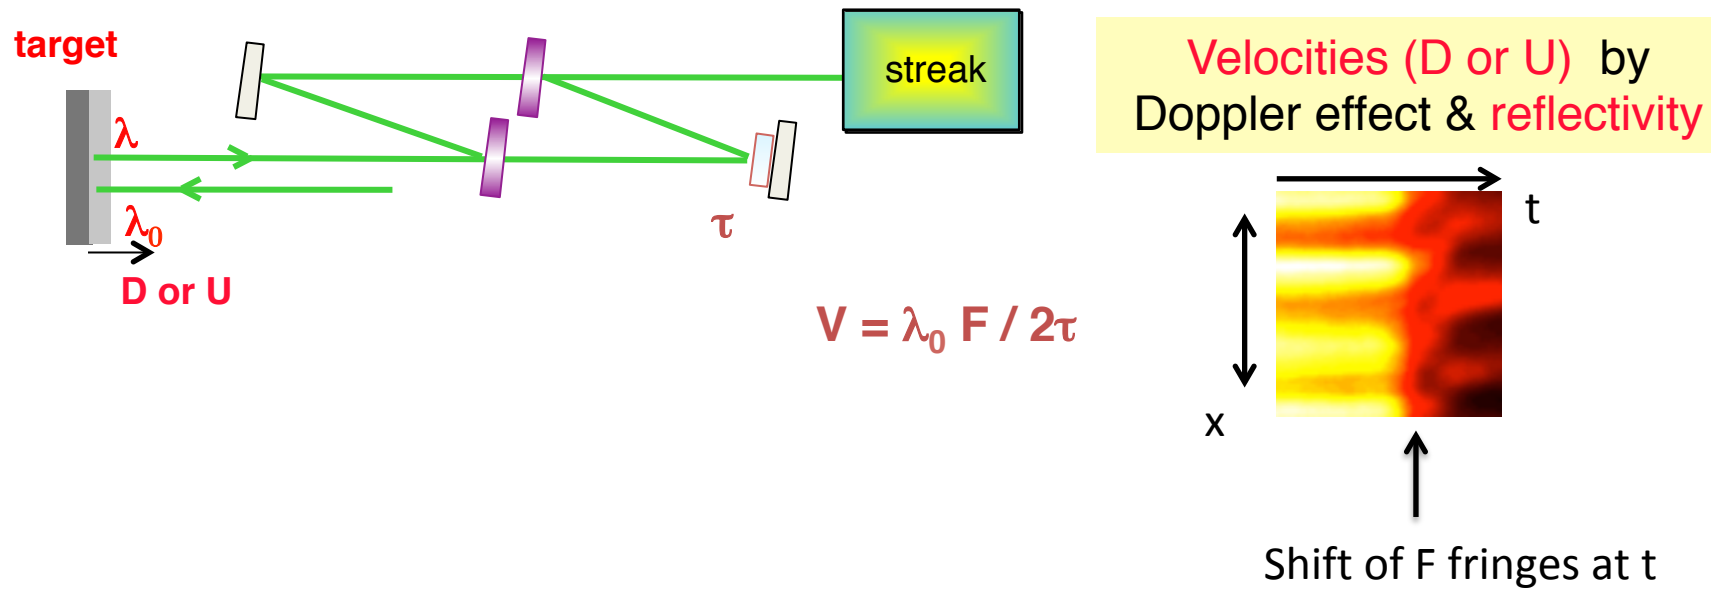 target
λ
λ₀
D or U
τ
streak
V = λ₀ F / 2τ
Velocities (D or U) by
Doppler effect & reflectivity
t
x
Shift of F fringes at t